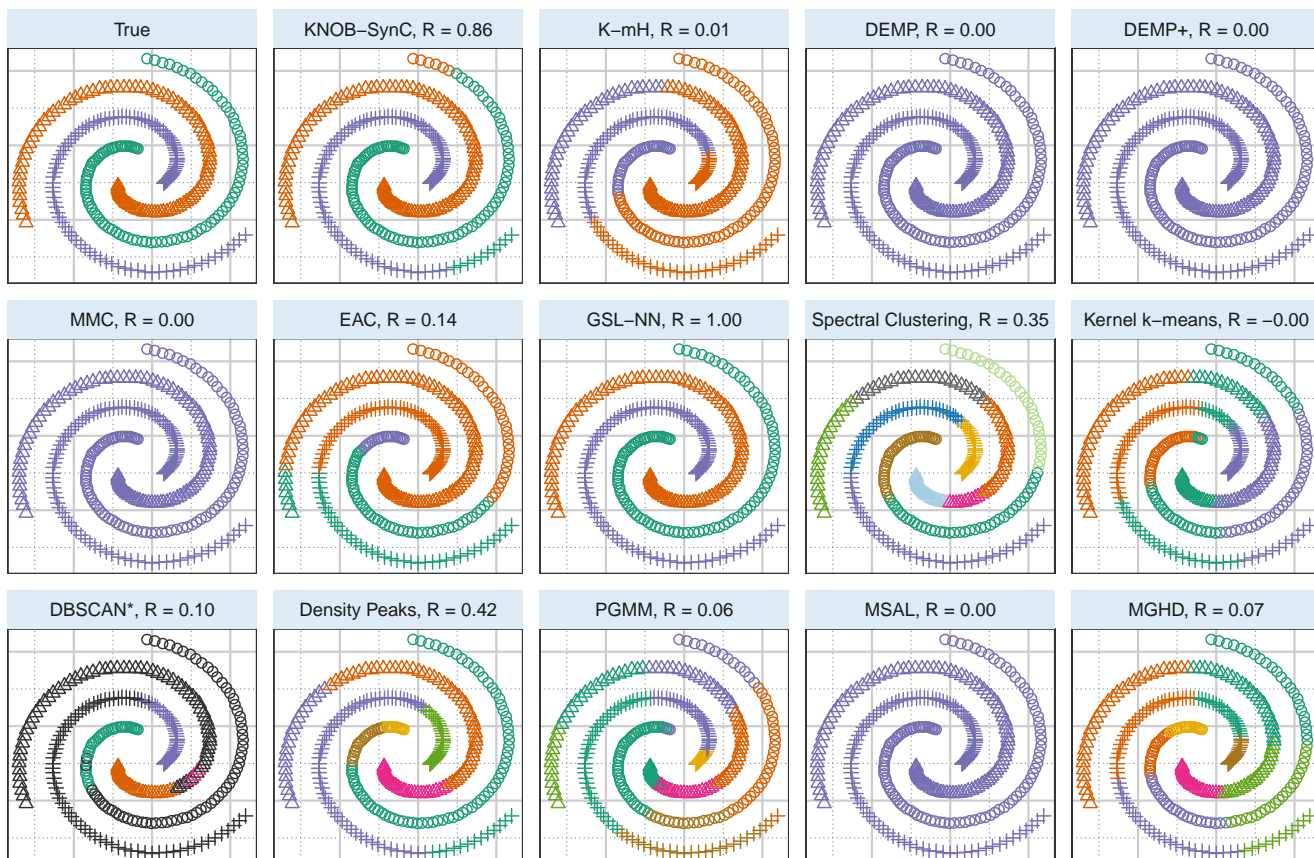 True
KNOB−SynC, R = 0.86
K−mH, R = 0.01
DEMP, R = 0.00
DEMP+, R = 0.00
MMC, R = 0.00
EAC, R = 0.14
GSL−NN, R = 1.00
Spectral Clustering, R = 0.35
Kernel k−means, R = −0.00
DBSCAN*, R = 0.10
Density Peaks, R = 0.42
PGMM, R = 0.06
MSAL, R = 0.00
MGHD, R = 0.07